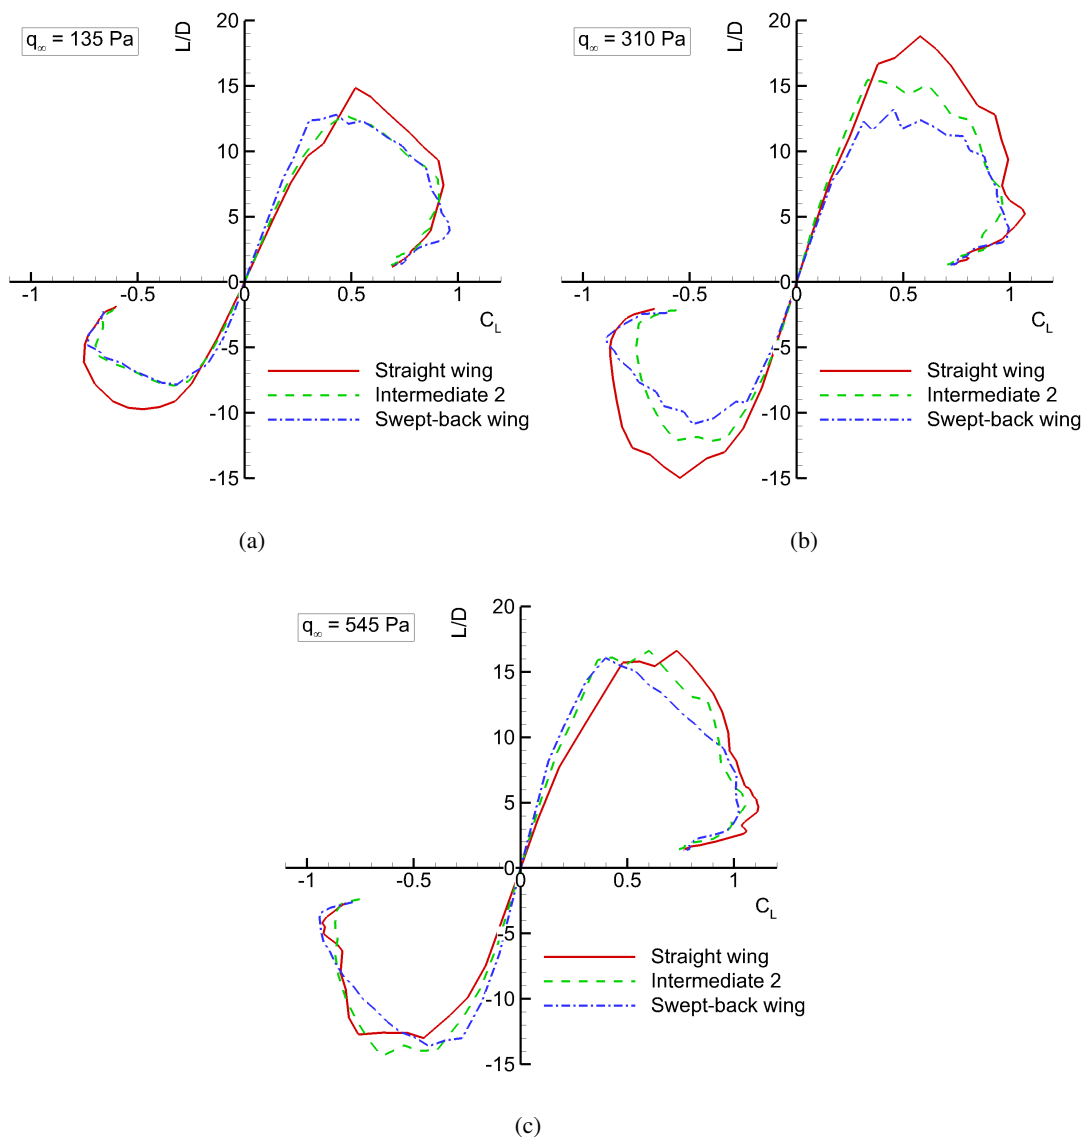 q∞ = 135 Pa
L/D
20
15
10
5
0
-5
-10
-15
-1
-0.5
0
0.5
1
C_L
Straight wing
Intermediate 2
Swept-back wing
(a)
q∞ = 310 Pa
L/D
20
15
10
5
0
-5
-10
-15
-1
-0.5
0
0.5
1
C_L
Straight wing
Intermediate 2
Swept-back wing
(b)
q∞ = 545 Pa
L/D
20
15
10
5
0
-5
-10
-15
-1
-0.5
0
0.5
1
C_L
Straight wing
Intermediate 2
Swept-back wing
(c)